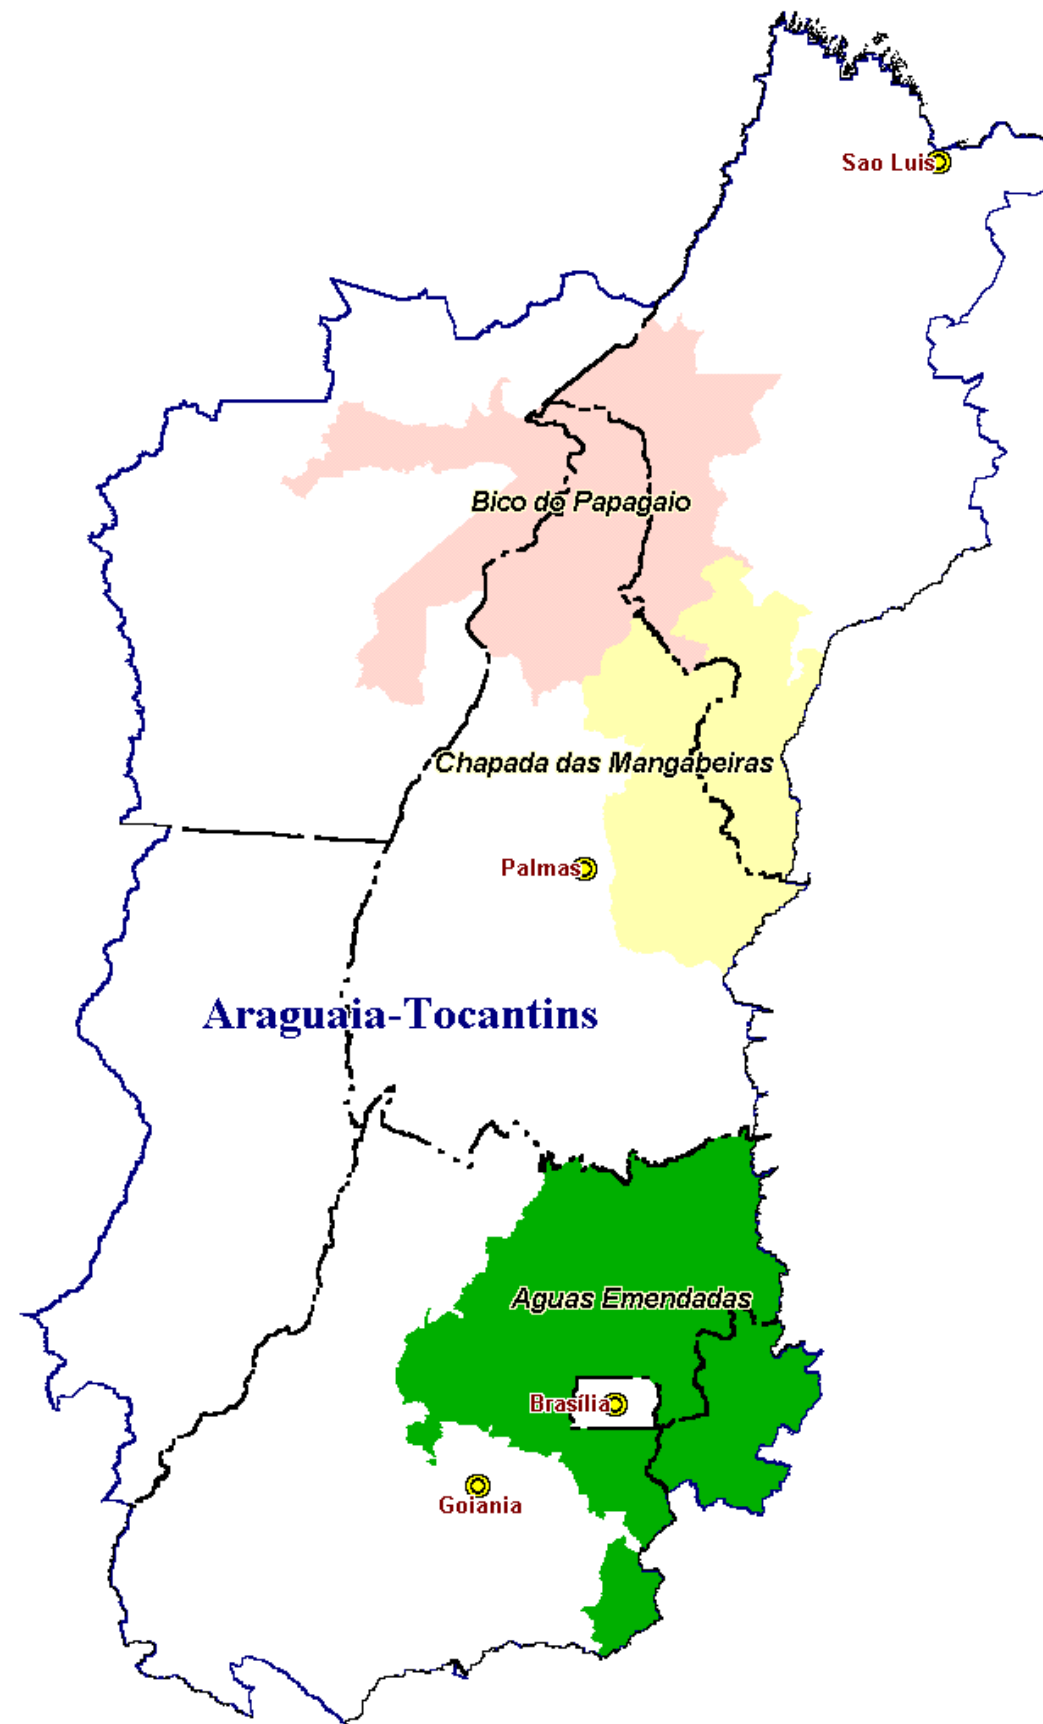 Sao Luis
Bico do Papagaio
Chapada das Mangabeiras
Palmas
Araguaia-Tocantins
Aguas Emendadas
Brasília
Goiania